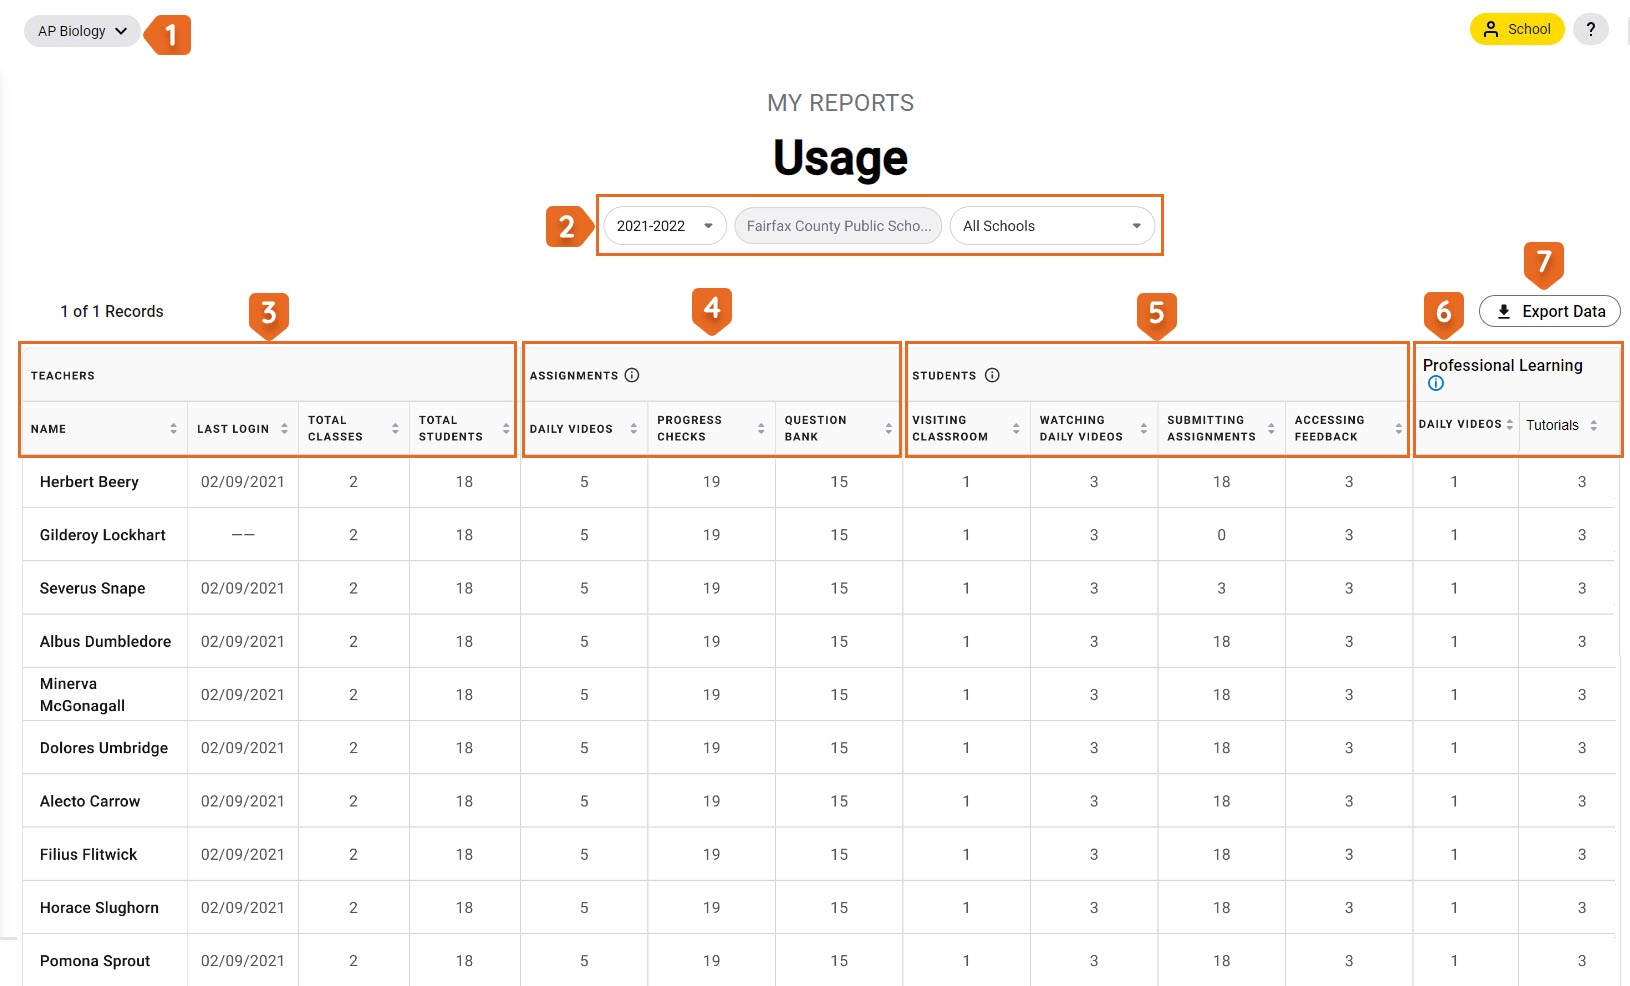 AP Biology
1
School
?
MY REPORTS
Usage
2
2021-2022
Fairfax County Public Scho...
All Schools
7
1 of 1 Records
3
4
5
6
Export Data
TEACHERS
ASSIGNMENTS
STUDENTS
Professional Learning
NAME
LAST LOGIN
TOTAL
CLASSES
TOTAL
STUDENTS
DAILY VIDEOS
PROGRESS
CHECKS
QUESTION
BANK
VISITING
CLASSROOM
WATCHING
DAILY VIDEOS
SUBMITTING
ASSIGNMENTS
ACCESSING
FEEDBACK
DAILY VIDEOS
Tutorials
Herbert Beery 02/09/2021 2 18 5 19 15 1 3 18 3 1 3
Gilderoy Lockhart —— 2 18 5 19 15 1 3 0 3 1 3
Severus Snape 02/09/2021 2 18 5 19 15 1 3 3 3 1 3
Albus Dumbledore 02/09/2021 2 18 5 19 15 1 3 18 3 1 3
Minerva
McGonagall 02/09/2021 2 18 5 19 15 1 3 18 3 1 3
Dolores Umbridge 02/09/2021 2 18 5 19 15 1 3 18 3 1 3
Alecto Carrow 02/09/2021 2 18 5 19 15 1 3 18 3 1 3
Filius Flitwick 02/09/2021 2 18 5 19 15 1 3 18 3 1 3
Horace Slughorn 02/09/2021 2 18 5 19 15 1 3 18 3 1 3
Pomona Sprout 02/09/2021 2 18 5 19 15 1 3 18 3 1 3